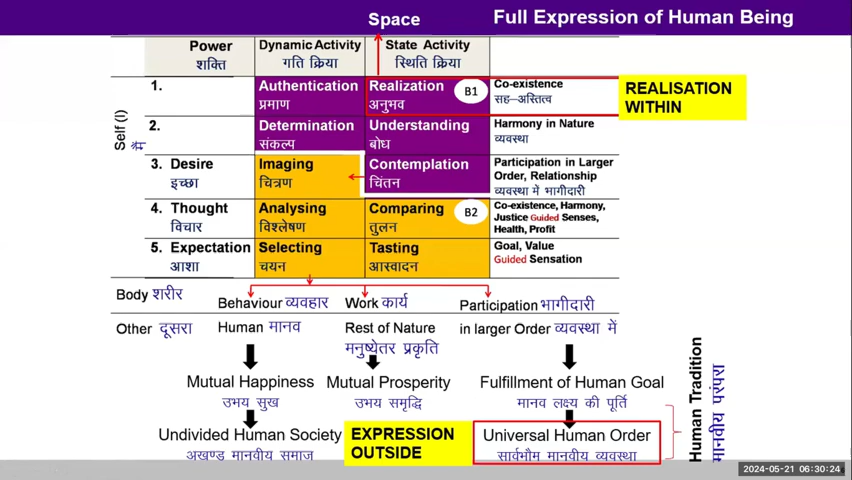 Space
Full Expression of Human Being
Power Dynamic Activity State Activity
शक्ति गति क्रिया स्थिति क्रिया
Self (I)
मैं
1. Authentication Realization B1 Co-existence
प्रमाण अनुभव सह–अस्तित्व
REALISATION
WITHIN
2. Determination Understanding Harmony in Nature
संकल्प बोध व्यवस्था
3. Desire Imaging Contemplation Participation in Larger
Order, Relationship
इच्छा चित्रण चिंतन व्यवस्था में भागीदारी
4. Thought Analysing Comparing B2 Co-existence, Harmony,
Justice Guided Senses,
विचार विश्लेषण तुलन Health, Profit
5. Expectation Selecting Tasting Goal, Value
आशा चयन आस्वादन Guided Sensation
Body शरीर
Behaviour व्यवहार Work कार्य Participation भागीदारी
Other दूसरा Human मानव Rest of Nature in larger Order व्यवस्था में
मनुष्येतर प्रकृति
Mutual Happiness Mutual Prosperity Fulfillment of Human Goal
उभय सुख उभय समृद्धि मानव लक्ष्य की पूर्ति
Undivided Human Society EXPRESSION Universal Human Order
अखण्ड मानवीय समाज OUTSIDE सार्वभौम मानवीय व्यवस्था
Human Tradition
मानवीय परंपरा
2024-05-21 06:30:24